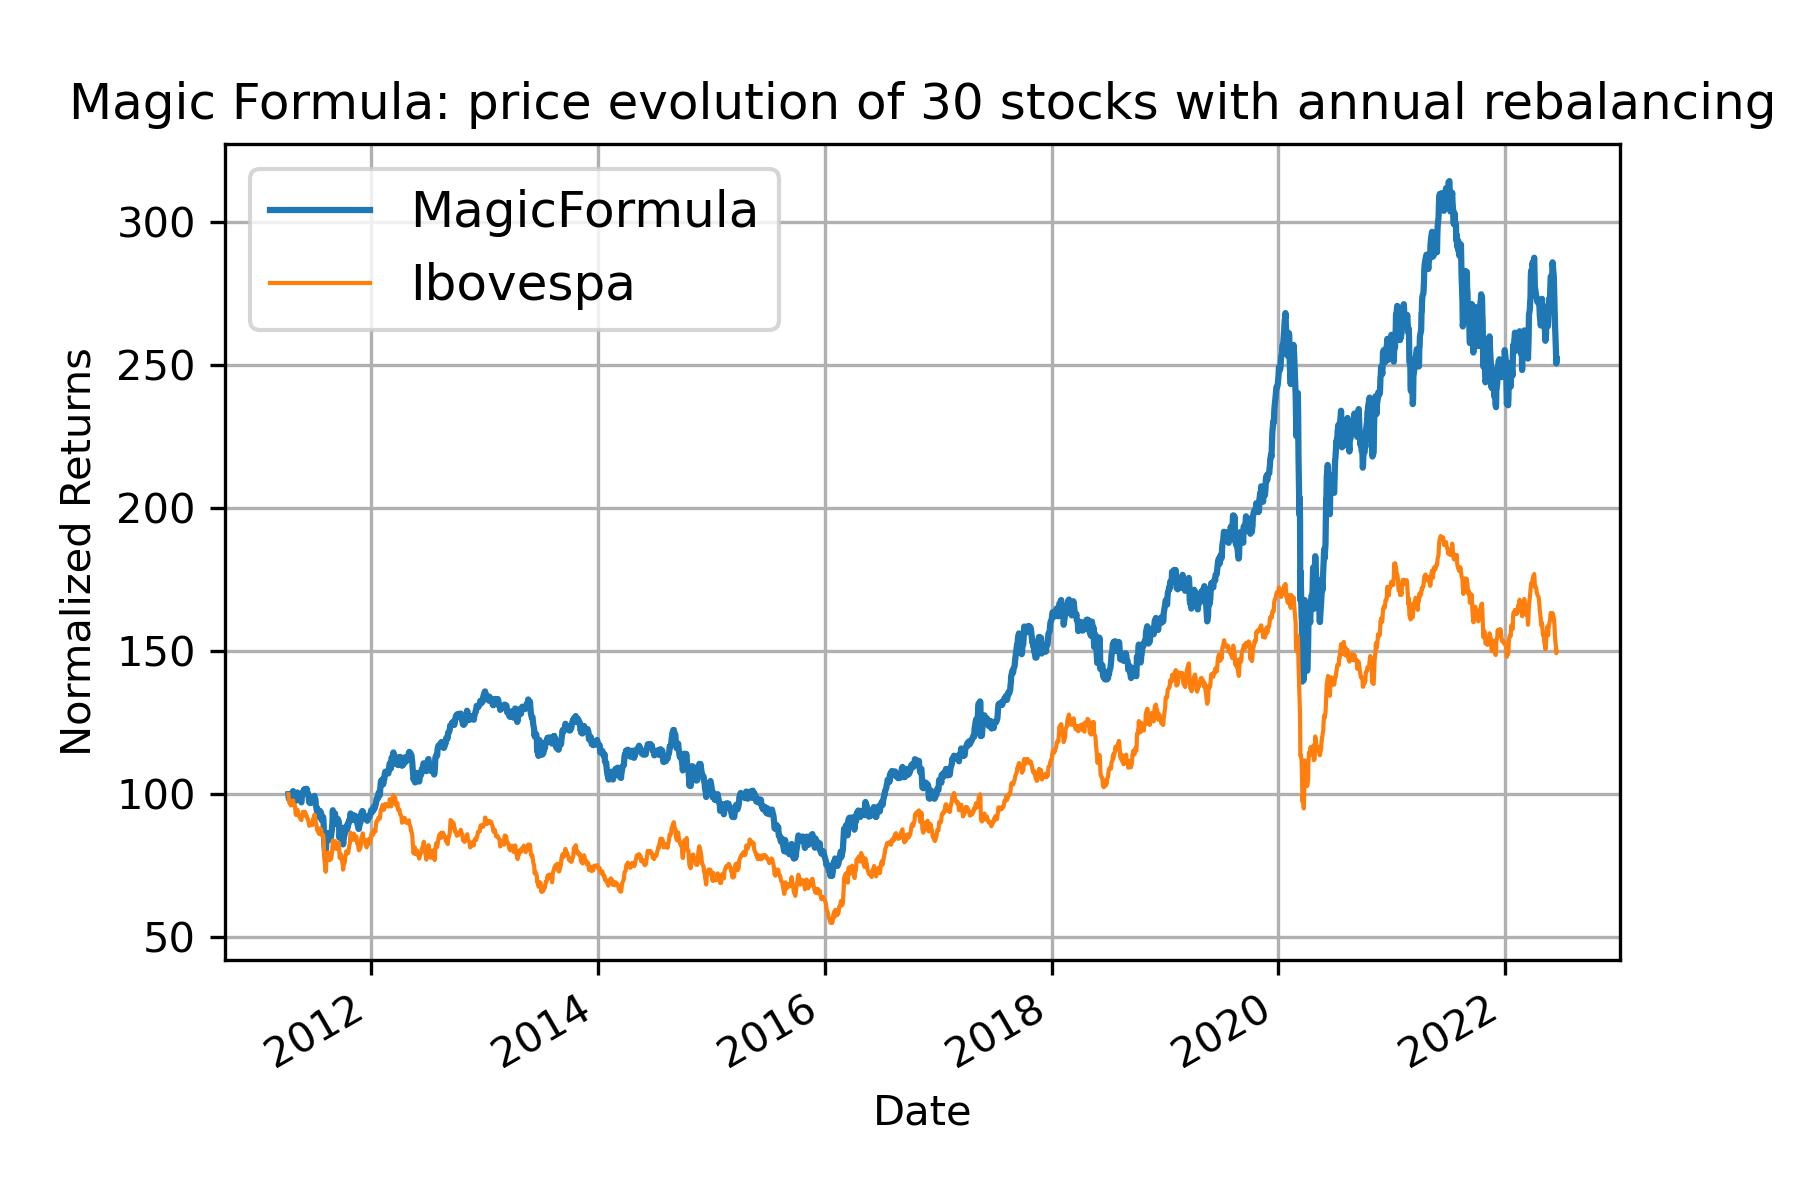 Magic Formula: price evolution of 30 stocks with annual rebalancing
MagicFormula
Ibovespa
Normalized Returns
300
250
200
150
100
50
2012
2014
2016
2018
2020
2022
Date